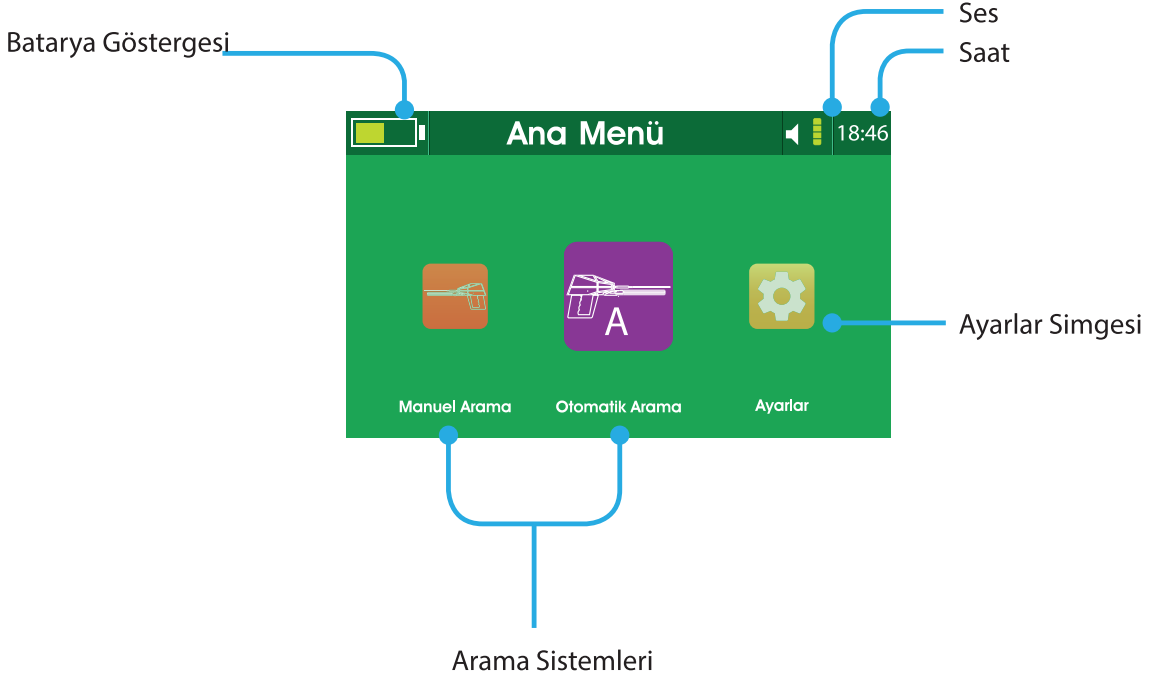 Ses
Batarya Göstergesi
Saat
Ana Menü
18:46
A
Ayarlar Simgesi
Manuel Arama
Otomatik Arama
Ayarlar
Arama Sistemleri